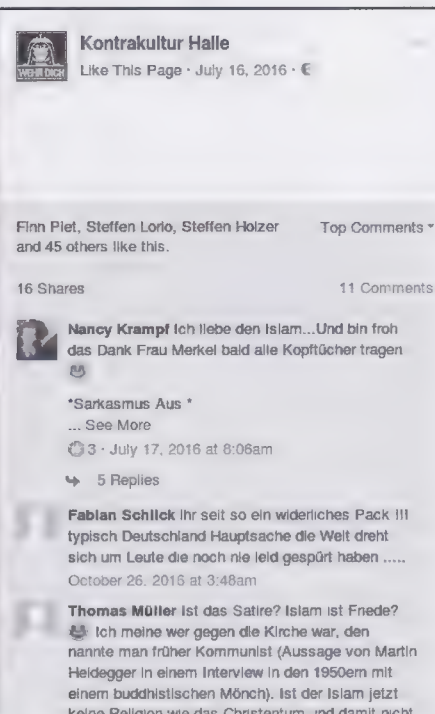 Kontrakultur Halle
Like This Page · July 16, 2016 ·
WEHR DICH
Finn Piet, Steffen Lorio, Steffen Holzer
and 45 others like this.
Top Comments
16 Shares
11 Comments
Nancy Krampf Ich liebe den Islam...Und bin froh
das Dank Frau Merkel bald alle Kopftücher tragen
*Sarkasmus Aus *
... See More
3 · July 17, 2016 at 8:06am
5 Replies
Fabian Schlick Ihr seit so ein widerliches Pack !!!
typisch Deutschland Hauptsache die Welt dreht
sich um Leute die noch nie leid gespürt haben .....
October 26, 2016 at 3:48am
Thomas Müller Ist das Satire? Islam ist Friede?
Ich meine wer gegen die Kirche war, den
nannte man früher Kommunist (Aussage von Martin
Heidegger in einem Interview in den 1950ern mit
einem buddhistischen Mönch). Ist der Islam jetzt
keine Religion wie das Christentum, und damit nicht